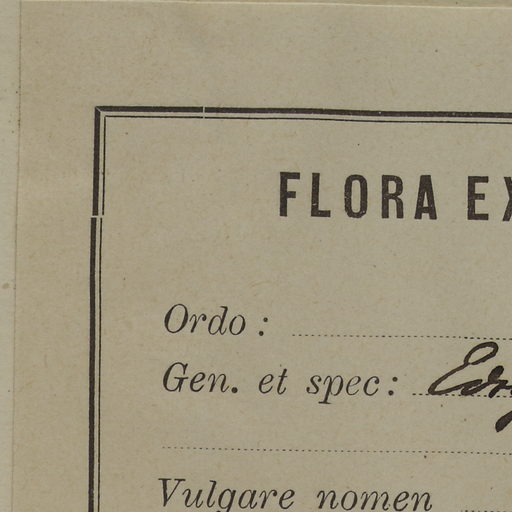 FLORA EX
Ordo:
Gen. et spec:
Vulgare nomen